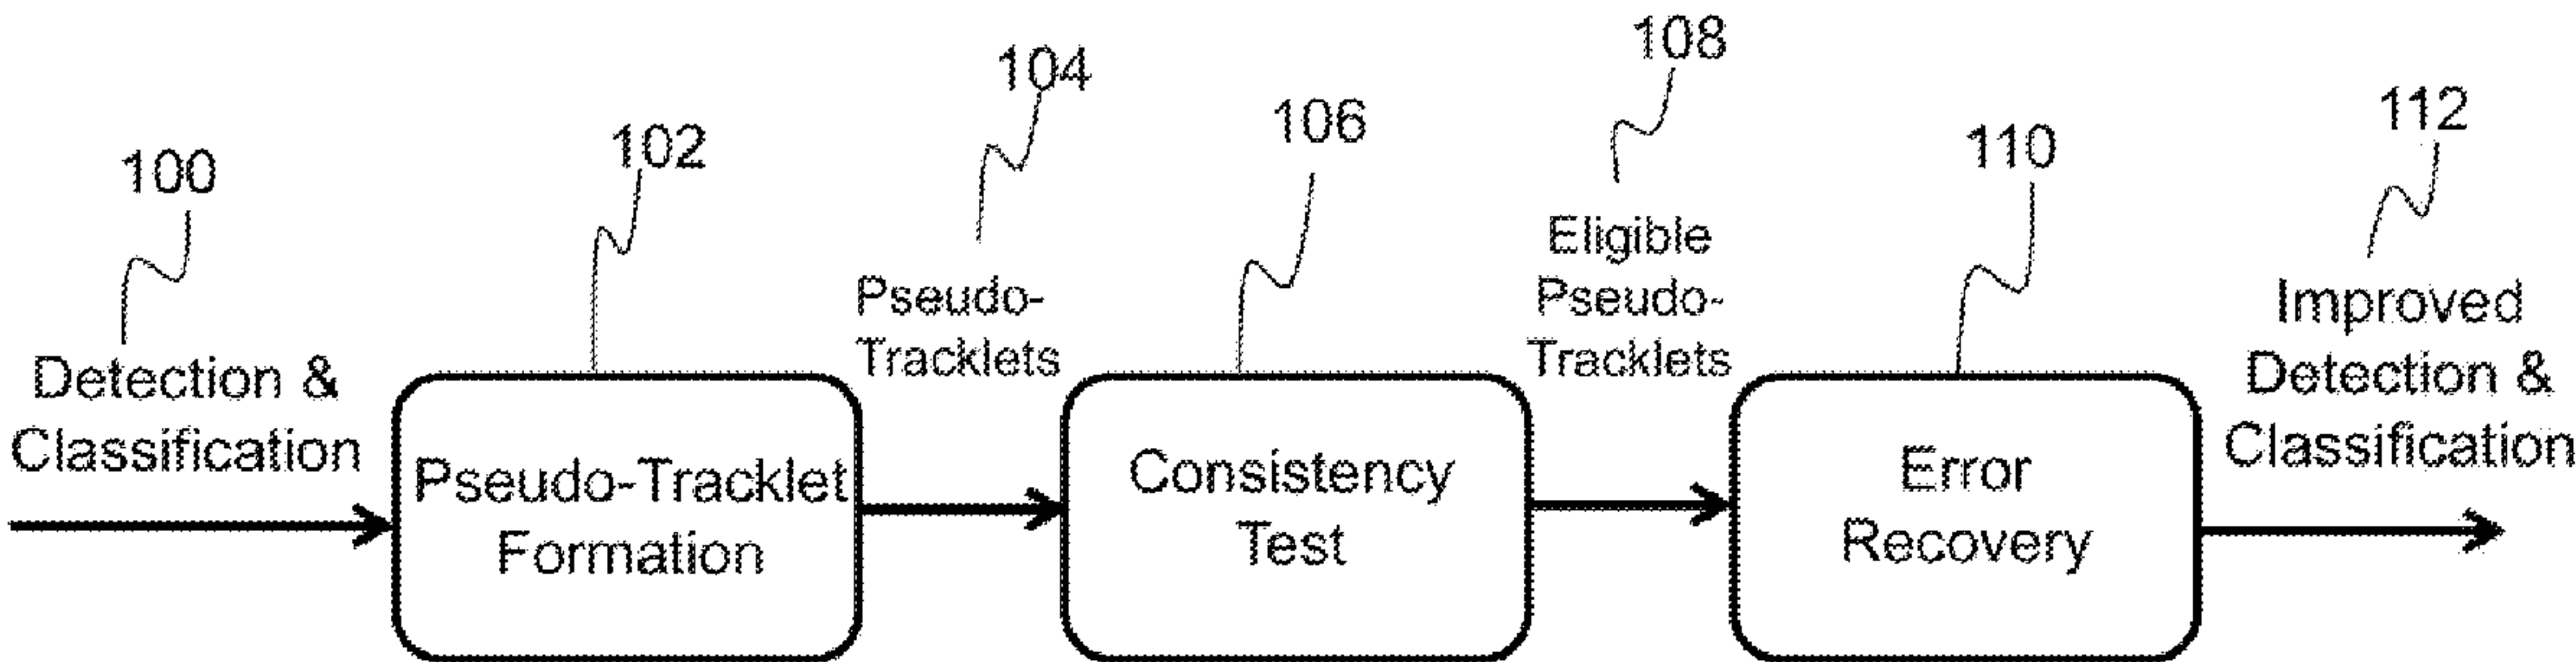 100
Detection &
Classification
102
Pseudo-Tracklet
Formation
104
Pseudo-
Tracklets
106
Consistency
Test
108
Eligible
Pseudo-
Tracklets
110
Error
Recovery
112
Improved
Detection &
Classification